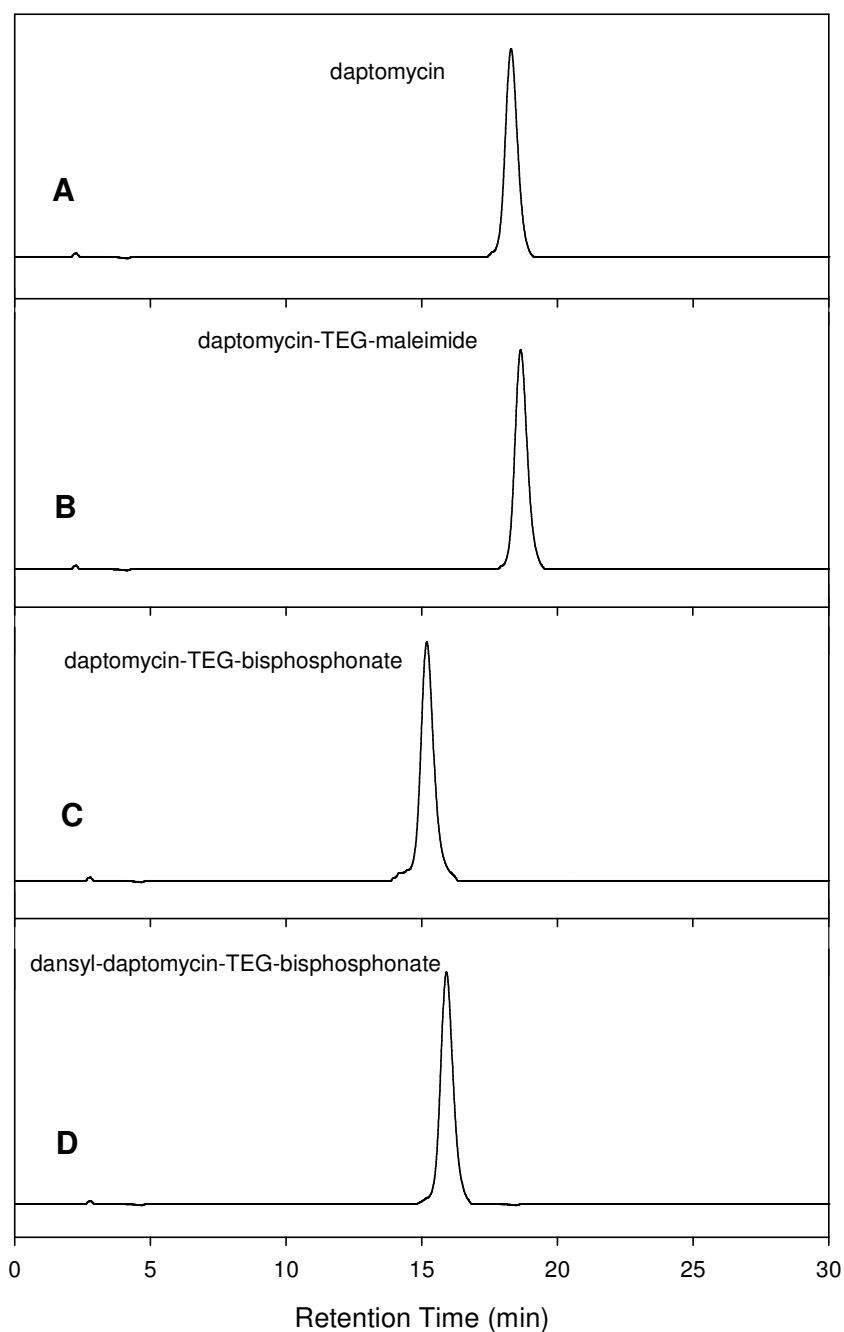 daptomycin
A
daptomycin-TEG-maleimide
B
daptomycin-TEG-bisphosphonate
C
dansyl-daptomycin-TEG-bisphosphonate
D
0 5 10 15 20 25 30
Retention Time (min)